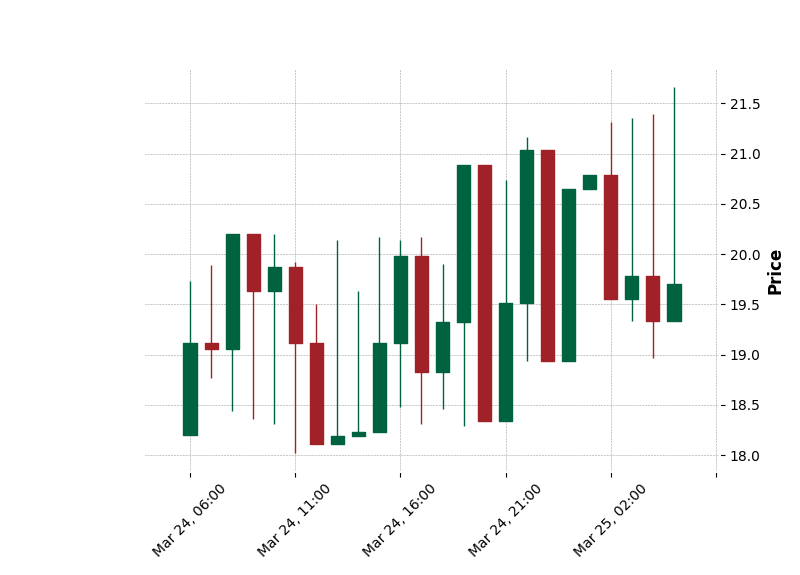 21.5
21.0
20.5
20.0
19.5
19.0
18.5
18.0
Price
Mar 24, 06:00
Mar 24, 11:00
Mar 24, 16:00
Mar 24, 21:00
Mar 25, 02:00